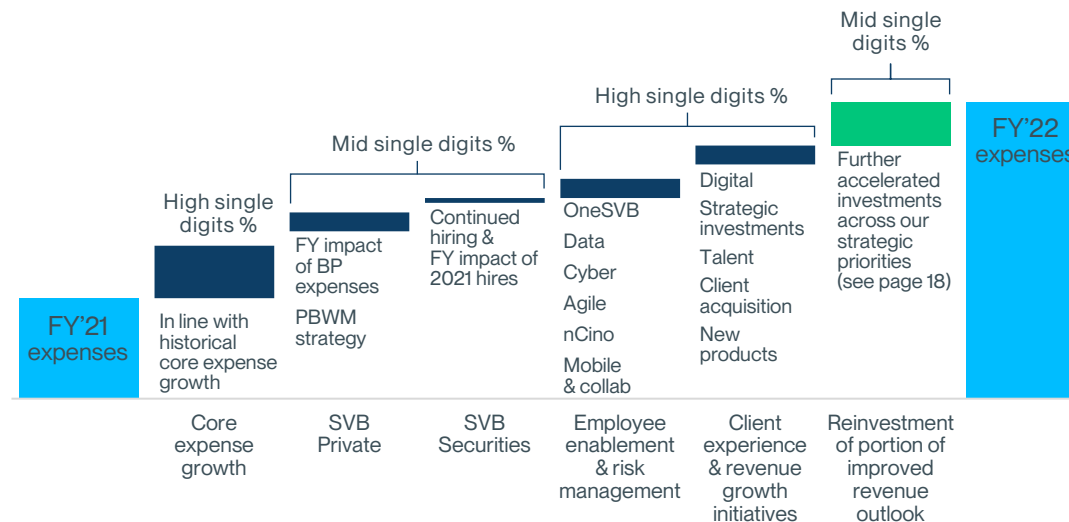 FY'21
expenses
High single
digits %
In line with
historical
core expense
growth
Mid single digits %
FY impact
of BP
expenses
PBWM
strategy
Continued
hiring &
FY impact of
2021 hires
High single digits %
OneSVB
Data
Cyber
Agile
nCino
Mobile
& collab
Digital
Strategic
investments
Talent
Client
acquisition
New
products
Mid single
digits %
Further
accelerated
investments
across our
strategic
priorities
(see page 18)
FY'22
expenses
Core
expense
growth
SVB
Private
SVB
Securities
Employee
enablement
& risk
management
Client
experience
& revenue
growth
initiatives
Reinvestment
of portion of
improved
revenue
outlook